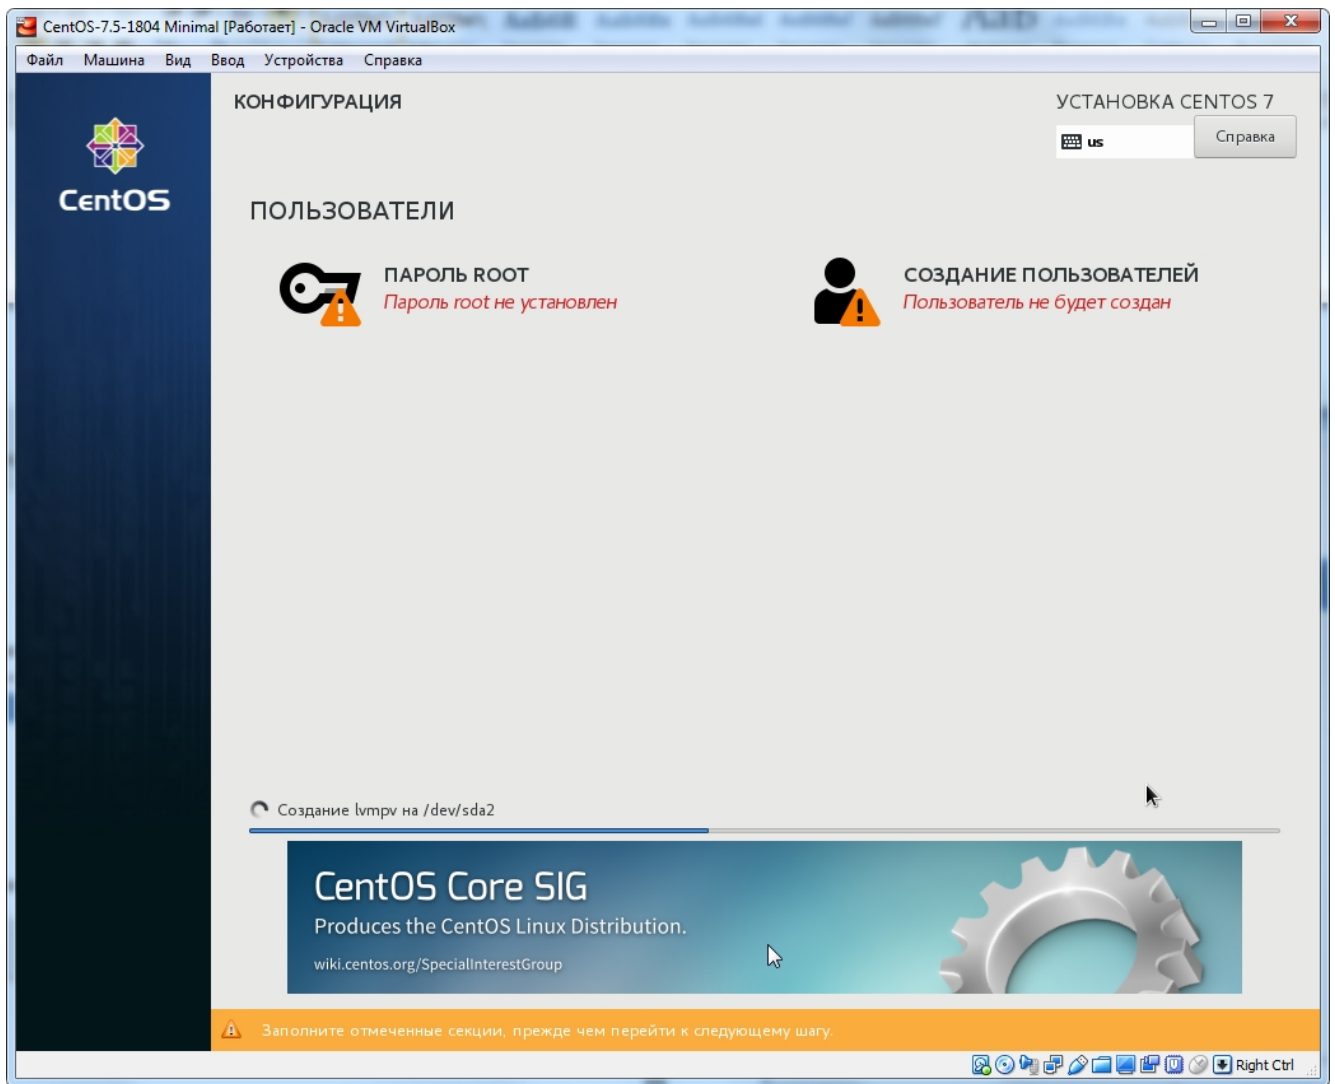 CentOS-7.5-1804 Minimal [Работает] - Oracle VM VirtualBox
Файл Машина Вид Ввод Устройства Справка
CentOS
КОНФИГУРАЦИЯ
УСТАНОВКА CENTOS 7
us
Справка
ПОЛЬЗОВАТЕЛИ
ПАРОЛЬ ROOT
Пароль root не установлен
СОЗДАНИЕ ПОЛЬЗОВАТЕЛЕЙ
Пользователь не будет создан
Создание lvmpv на /dev/sda2
CentOS Core SIG
Produces the CentOS Linux Distribution.
wiki.centos.org/SpecialInterestGroup
Заполните отмеченные секции, прежде чем перейти к следующему шагу.
Right Ctrl